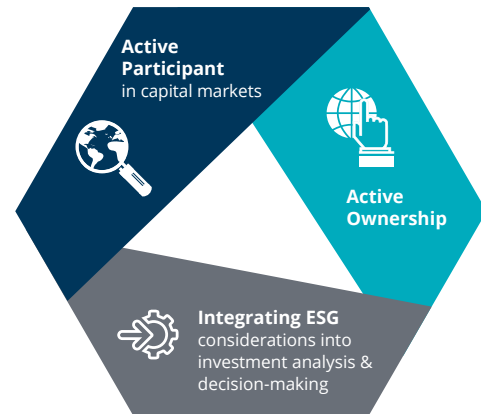 Active
Participant
in capital markets
Active
Ownership
Integrating ESG
considerations into
investment analysis &
decision-making